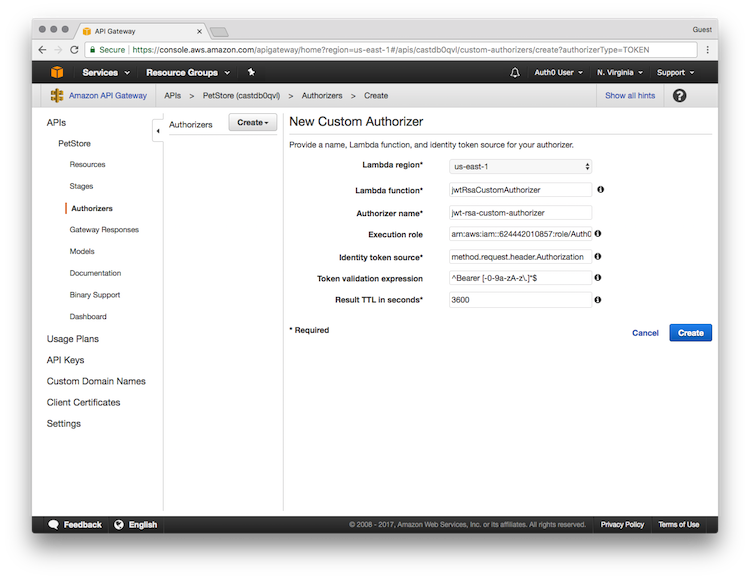 API Gateway
Guest
Secure https://console.aws.amazon.com/apigateway/home?region=us-east-1#/apis/castdb0qvl/custom-authorizers/create?authorizerType=TOKEN
Services Resource Groups Auth0 User N. Virginia Support
Amazon API Gateway APIs > PetStore (castdb0qvl) > Authorizers > Create Show all hints ?
APIs
PetStore
Resources
Stages
Authorizers
Gateway Responses
Models
Documentation
Binary Support
Dashboard
Usage Plans
API Keys
Custom Domain Names
Client Certificates
Settings
Authorizers Create
New Custom Authorizer
Provide a name, Lambda function, and identity token source for your authorizer.
Lambda region* us-east-1
Lambda function* jwtRsaCustomAuthorizer
Authorizer name* jwt-rsa-custom-authorizer
Execution role arn:aws:iam::624442010857:role/Auth0
Identity token source* method.request.header.Authorization
Token validation expression ^Bearer [-0-9a-zA-z\.]*$
Result TTL in seconds* 3600
* Required
Cancel Create
Feedback English © 2008 - 2017, Amazon Web Services, Inc. or its affiliates. All rights reserved. Privacy Policy Terms of Use